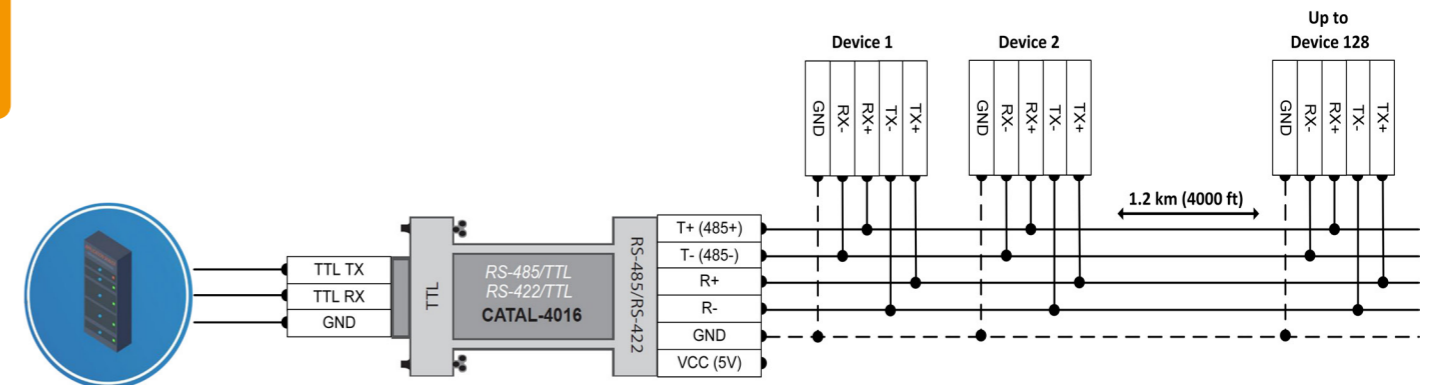 Up to
Device 1
Device 2
Device 128
GND
RX-
RX+
TX-
TX+
GND
RX-
RX+
TX-
TX+
GND
RX-
RX+
TX-
TX+
1.2 km (4000 ft)
TTL TX
TTL RX
GND
TTL
RS-485/TTL
RS-422/TTL
CATAL-4016
RS-485/RS-422
T+ (485+)
T- (485-)
R+
R-
GND
VCC (5V)